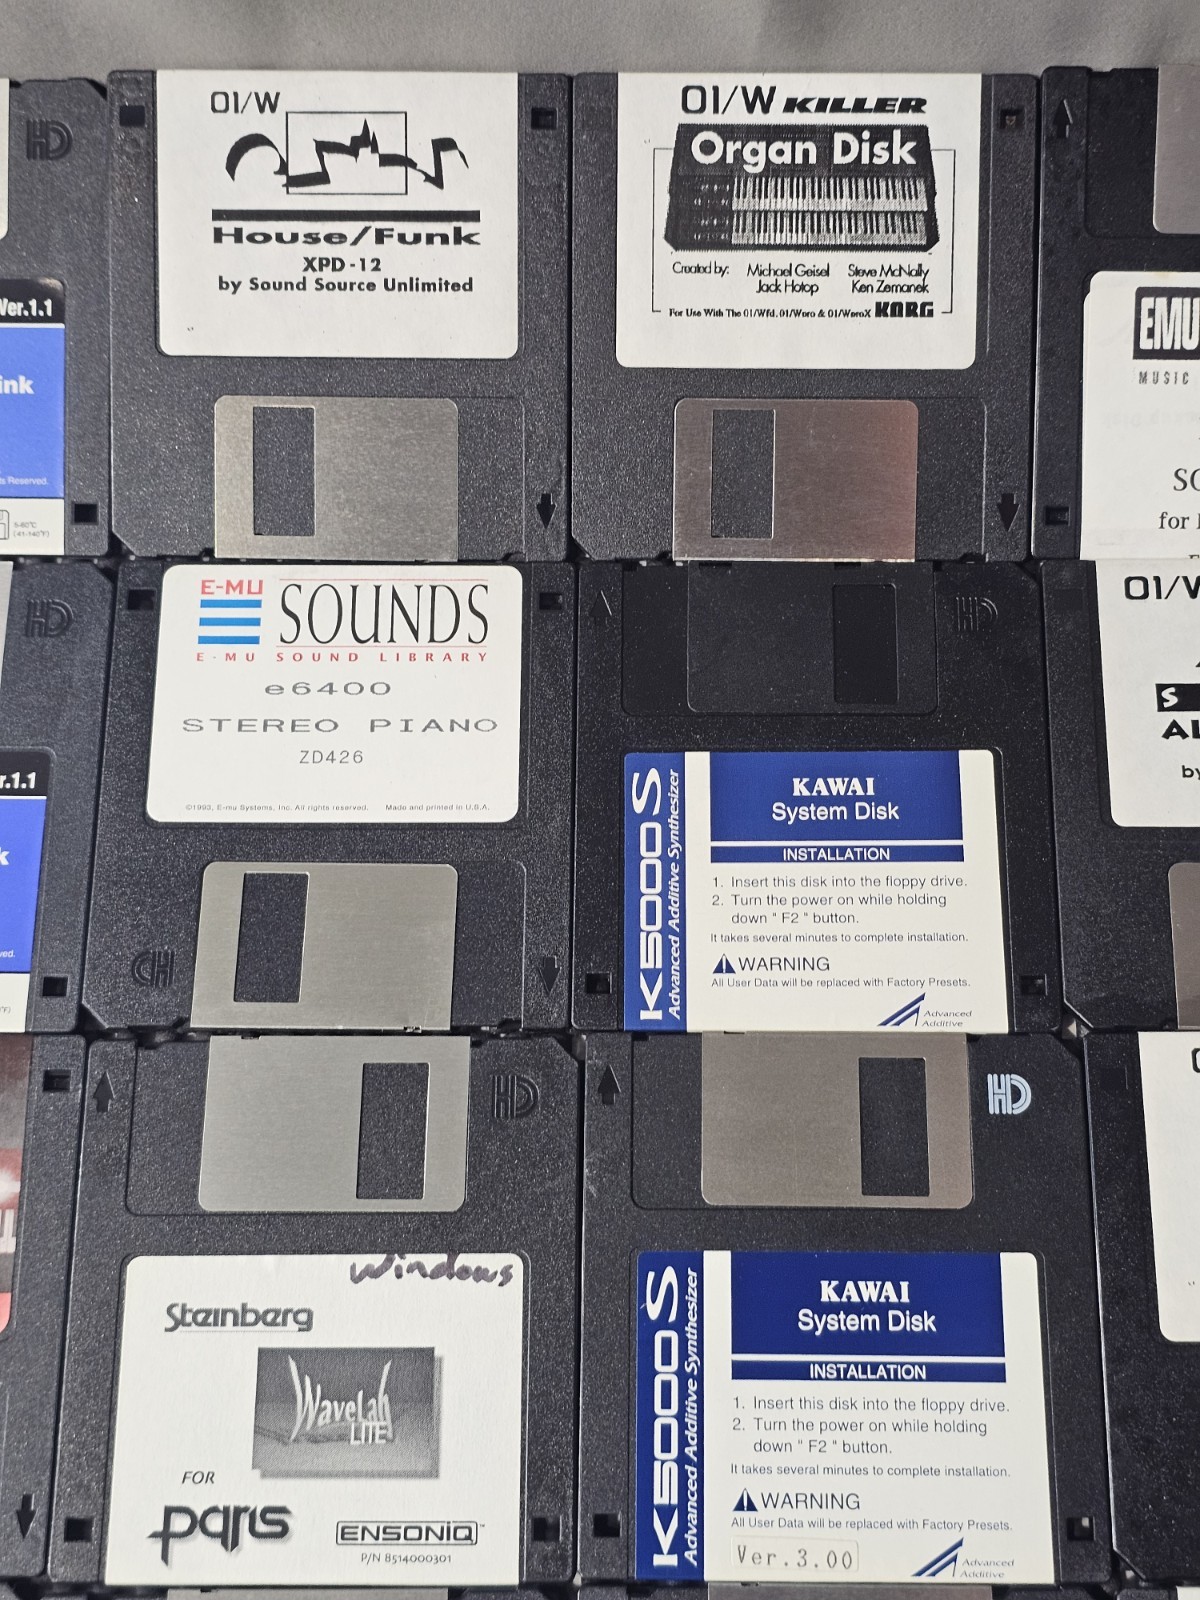 HD
Ver.1.1
ink
s Reserved.
5-60°C
(41-140°F)
01/W
House/Funk
XPD-12
by Sound Source Unlimited
01/W KILLER
Organ Disk
Created by: Michael Geisel Steve McNally
Jack Hotop Ken Zemanek
For Use With The 01/Wfd, 01/Wpro & 01/WproX KORG
EMU
MUSIC
SO
for
HD
r.1.1
k
ved.
E-MU SOUNDS
E-MU SOUND LIBRARY
e6400
STEREO PIANO
ZD426
©1993, E-mu Systems, Inc. All rights reserved. Made and printed in U.S.A.
HD
HD
K5000S
Advanced Additive Synthesizer
KAWAI
System Disk
INSTALLATION
1. Insert this disk into the floppy drive.
2. Turn the power on while holding
down " F2 " button.
It takes several minutes to complete installation.
WARNING
All User Data will be replaced with Factory Presets.
Advanced
Additive
01/W
S
AL
by
HD
Windows
Steinberg
WaveLab
LITE
FOR
paris
ENSONIQ™
P/N 8514000301
HD
K5000S
Advanced Additive Synthesizer
KAWAI
System Disk
INSTALLATION
1. Insert this disk into the floppy drive.
2. Turn the power on while holding
down " F2 " button.
It takes several minutes to complete installation.
WARNING
All User Data will be replaced with Factory Presets.
Ver.3.00
Advanced
Additive